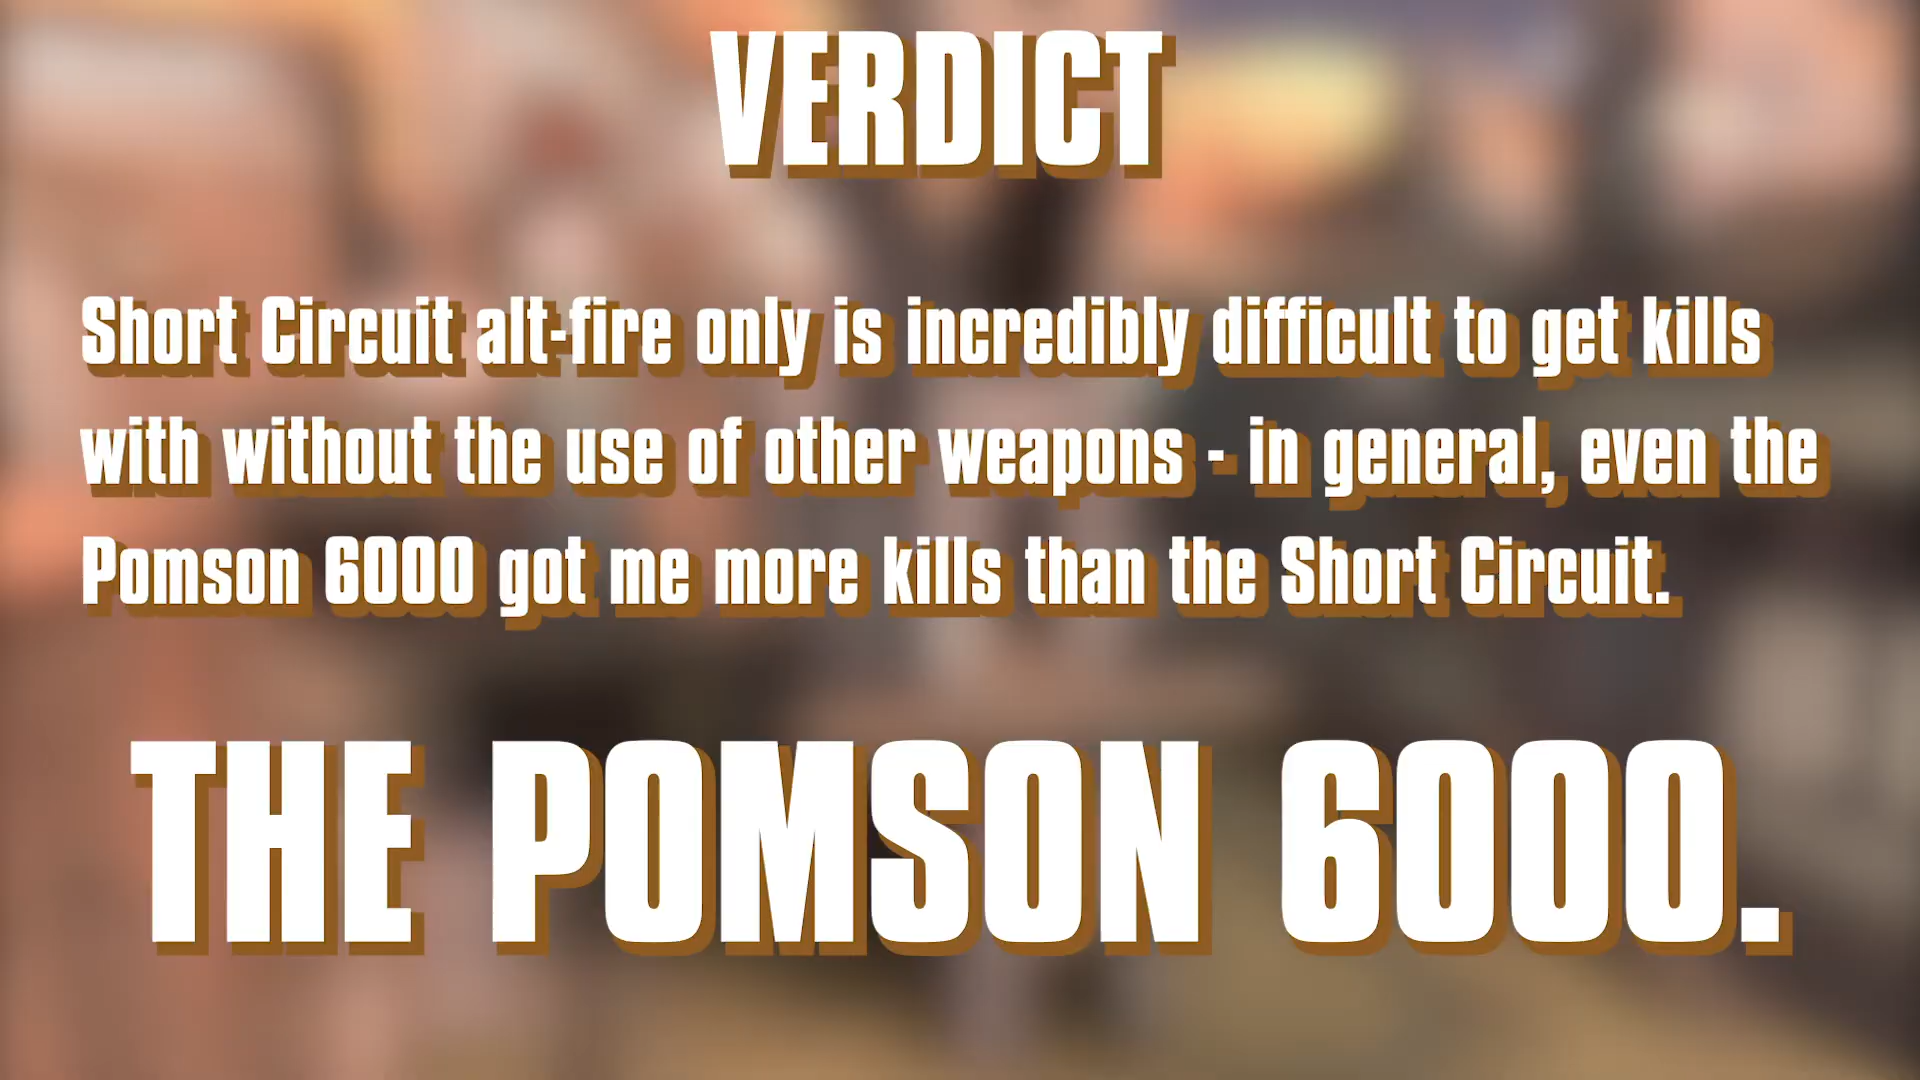 VERDICT
Short Circuit alt-fire only is incredibly difficult to get kills
with without the use of other weapons - in general, even the
Pomson 6000 got me more kills than the Short Circuit.
THE POMSON 6000.